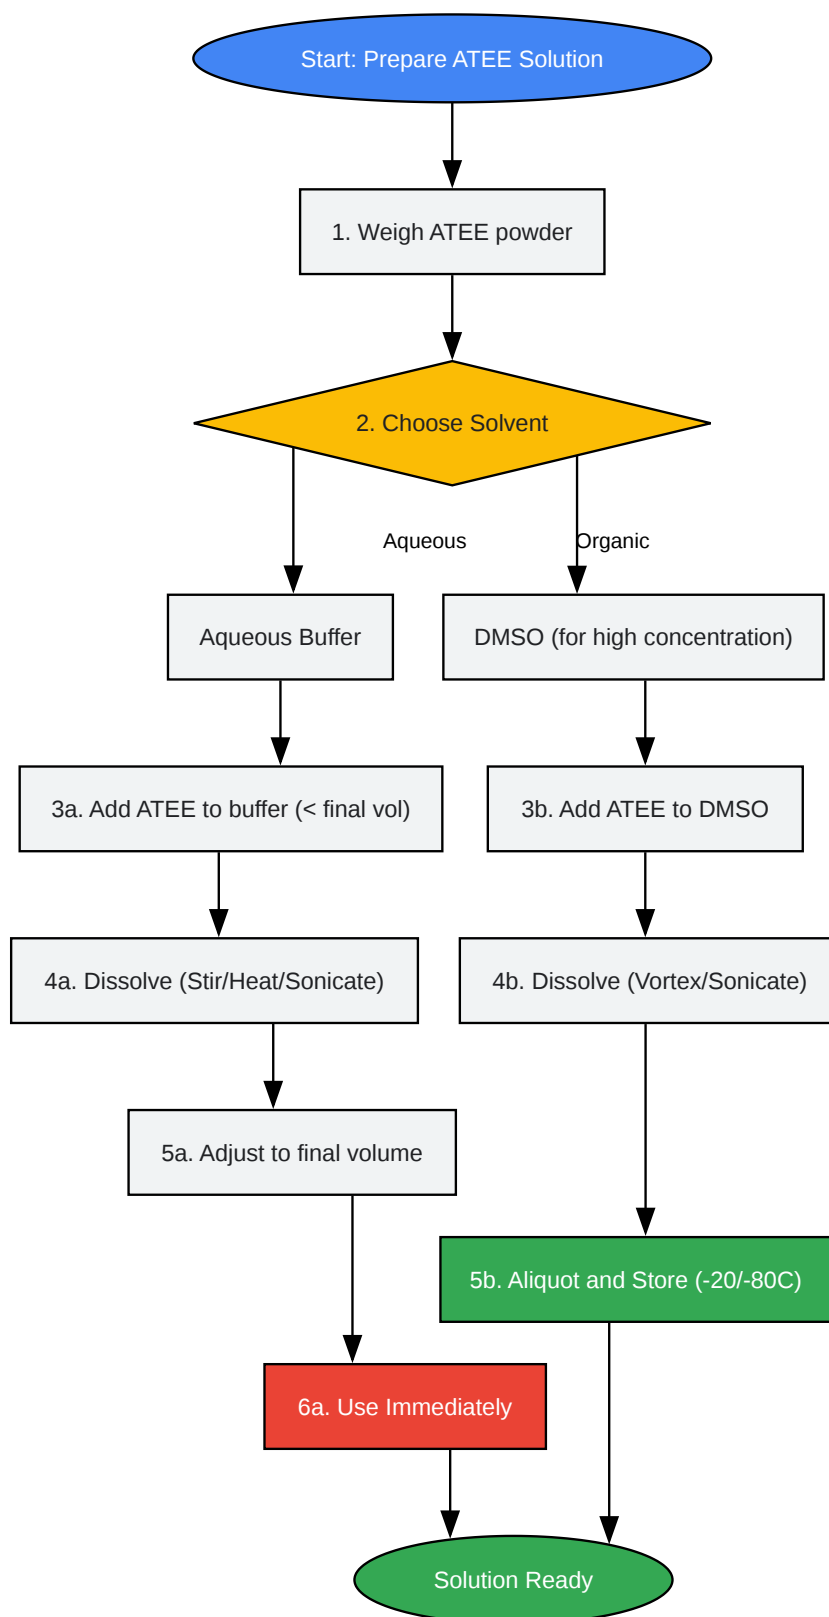 Start: Prepare ATEE Solution
1. Weigh ATEE powder
2. Choose Solvent
Aqueous
Organic
Aqueous Buffer
DMSO (for high concentration)
3a. Add ATEE to buffer (< final vol)
3b. Add ATEE to DMSO
4a. Dissolve (Stir/Heat/Sonicate)
4b. Dissolve (Vortex/Sonicate)
5a. Adjust to final volume
5b. Aliquot and Store (-20/-80C)
6a. Use Immediately
Solution Ready